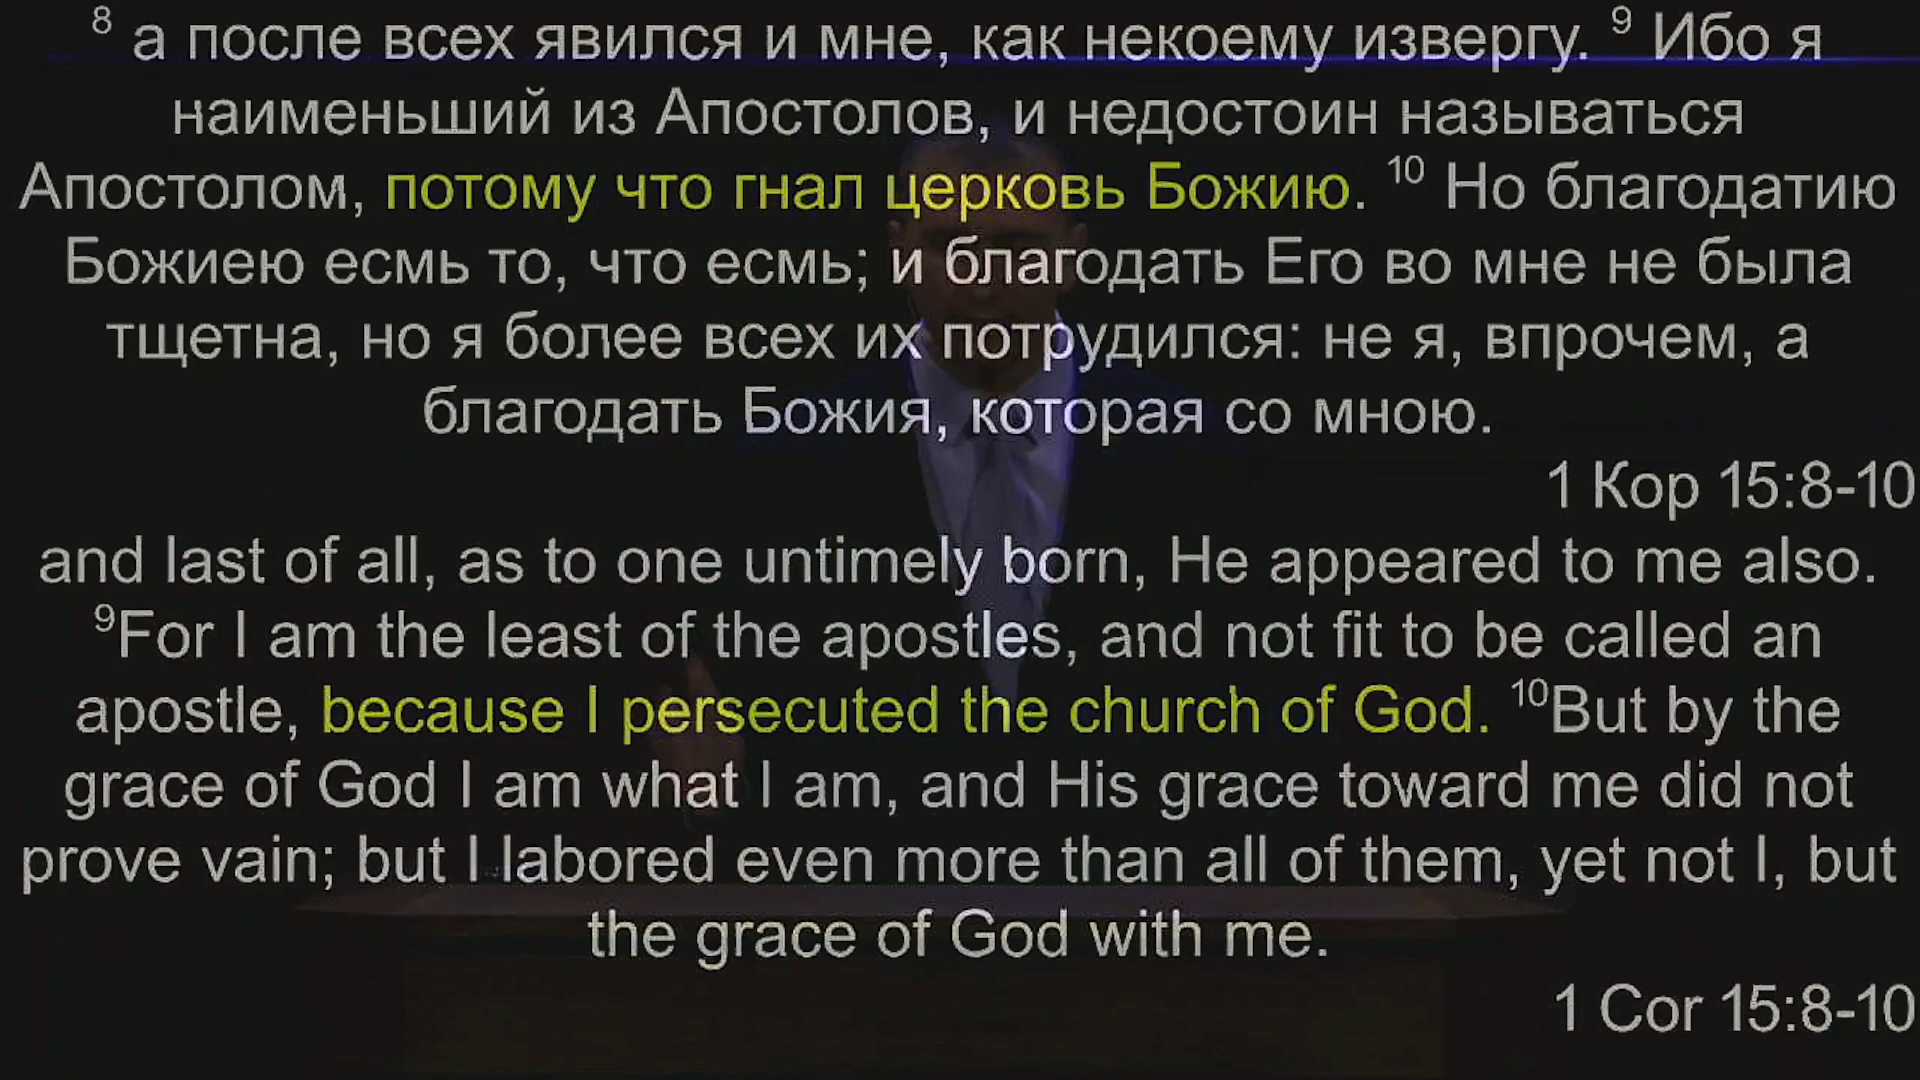 8 а после всех явился и мне, как некоему извергу. 9 Ибо я
наименьший из Апостолов, и недостоин называться
Апостолом, потому что гнал церковь Божию. 10 Но благодатию
Божиею есмь то, что есмь; и благодать Его во мне не была
тщетна, но я более всех их потрудился: не я, впрочем, а
благодать Божия, которая со мною.
1 Кор 15:8-10
and last of all, as to one untimely born, He appeared to me also.
9For I am the least of the apostles, and not fit to be called an
apostle, because I persecuted the church of God. 10But by the
grace of God I am what I am, and His grace toward me did not
prove vain; but I labored even more than all of them, yet not I, but
the grace of God with me.
1 Cor 15:8-10